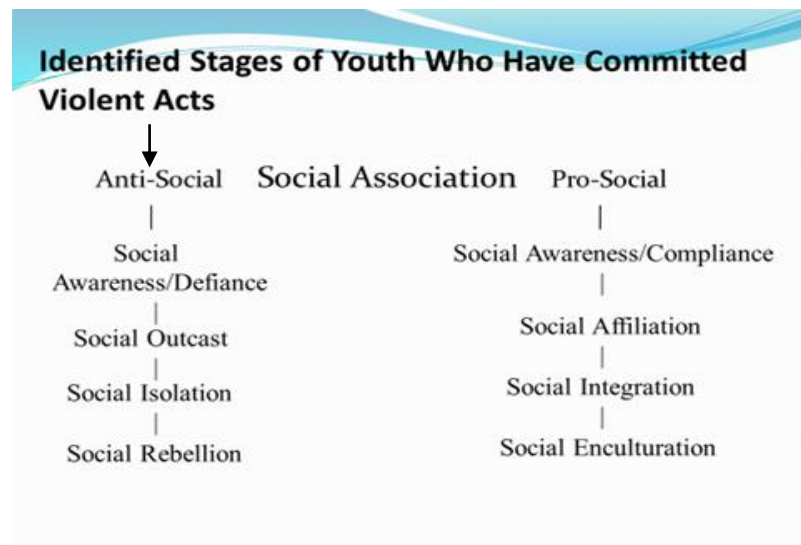 Identified Stages of Youth Who Have Committed
Violent Acts
Anti-Social Social Association Pro-Social
Social
Awareness/Defiance
Social Awareness/Compliance
Social Outcast
Social Affiliation
Social Isolation
Social Integration
Social Rebellion
Social Enculturation